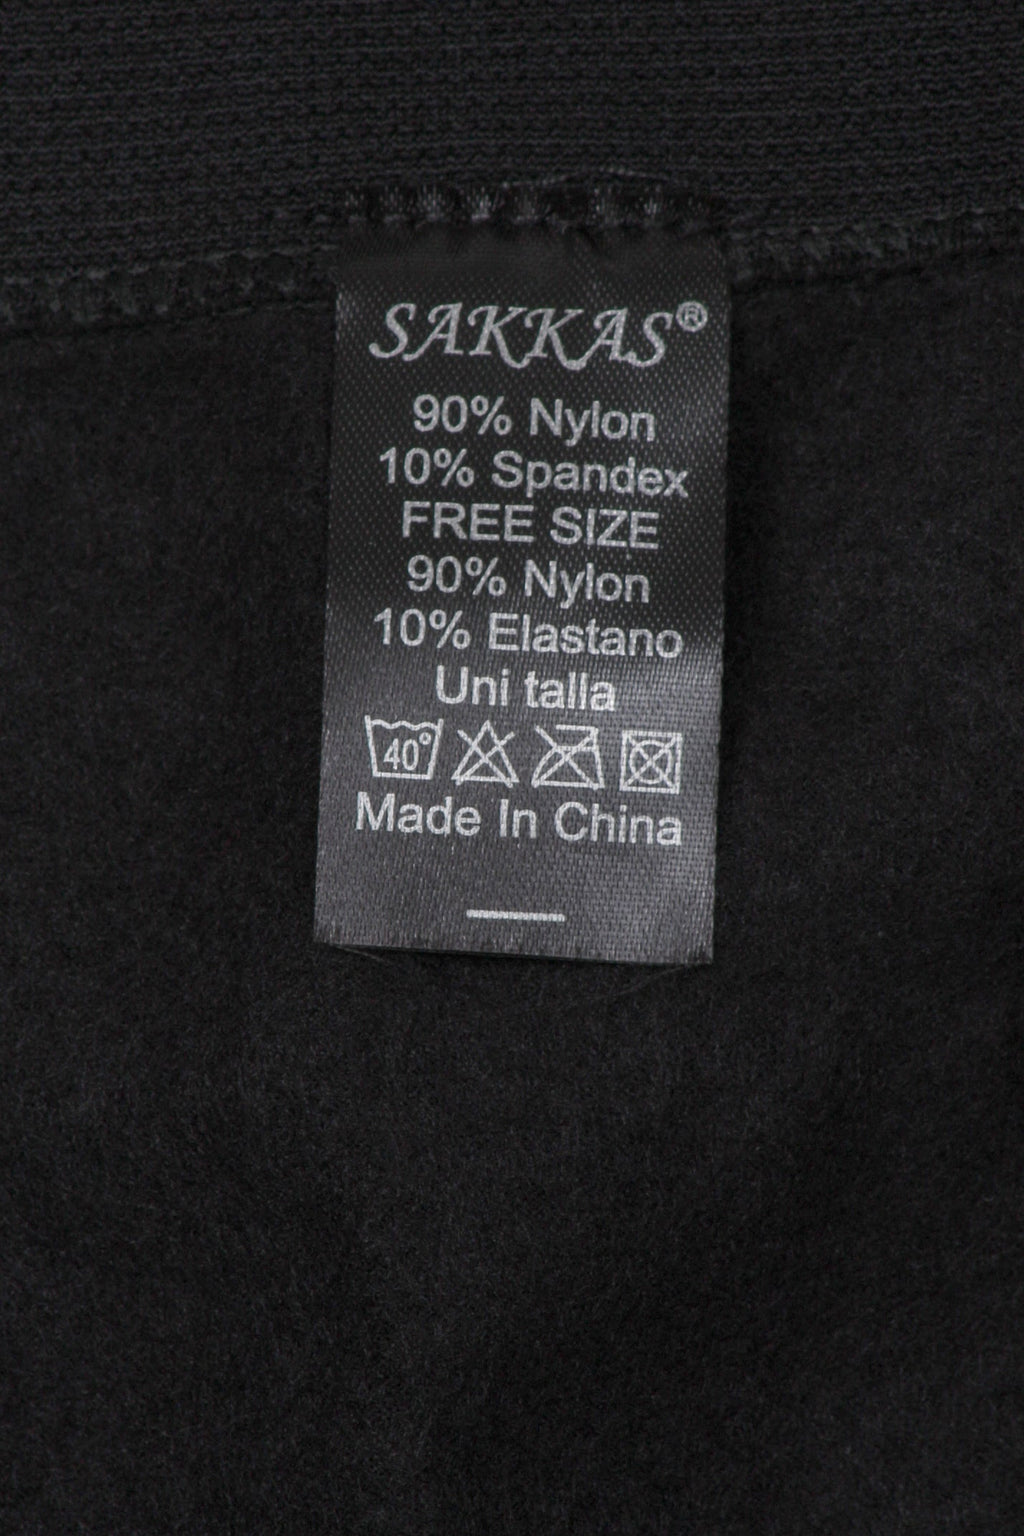 SAKKAS®
90% Nylon
10% Spandex
FREE SIZE
90% Nylon
10% Elastano
Uni talla
40°
Made In China